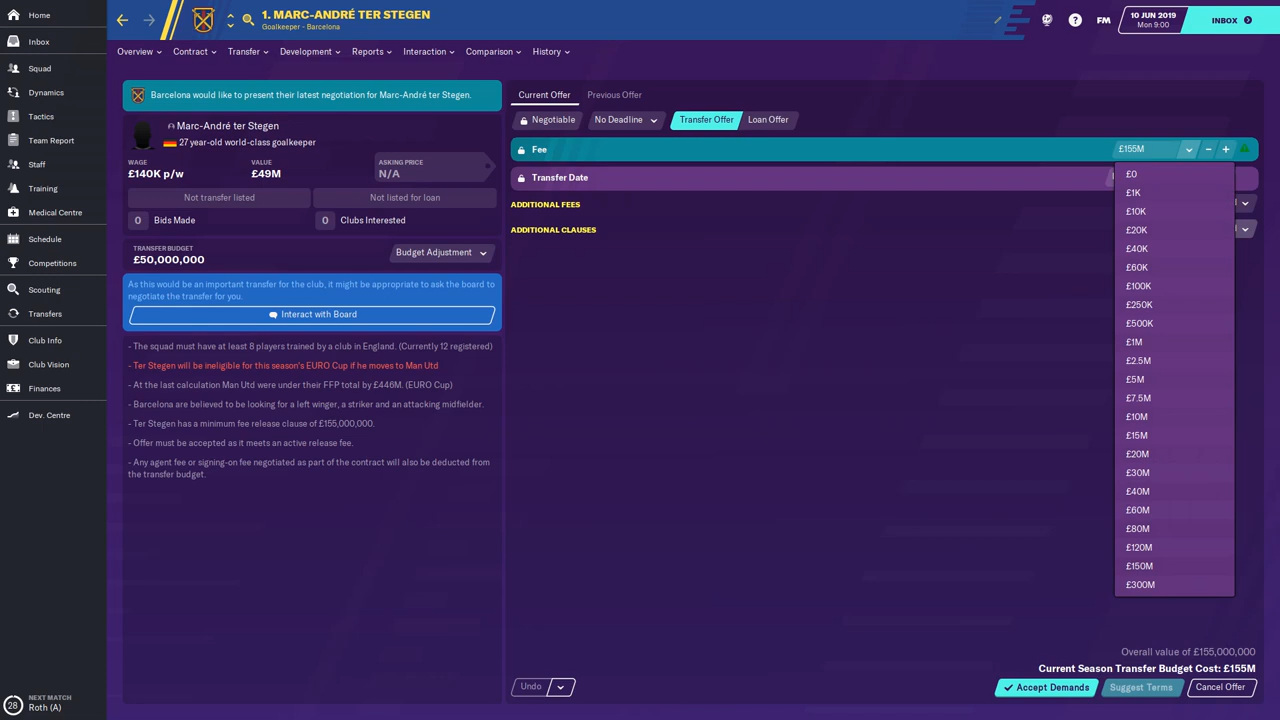 Home
Inbox
Squad
Dynamics
Tactics
Team Report
Staff
Training
Medical Centre
Schedule
Competitions
Scouting
Transfers
Club Info
Club Vision
Finances
Dev. Centre
28
NEXT MATCH
Roth (A)
1. MARC-ANDRÉ TER STEGEN
Goalkeeper - Barcelona
?
FM
10 JUN 2019
Mon 9:00
INBOX
Overview
Contract
Transfer
Development
Reports
Interaction
Comparison
History
Barcelona would like to present their latest negotiation for Marc-André ter Stegen.
Marc-André ter Stegen
27 year-old world-class goalkeeper
WAGE
£140K p/w
VALUE
£49M
ASKING PRICE
N/A
Not transfer listed
Not listed for loan
0 Bids Made
0 Clubs Interested
TRANSFER BUDGET
£50,000,000
Budget Adjustment
As this would be an important transfer for the club, it might be appropriate to ask the board to
negotiate the transfer for you.
Interact with Board
- The squad must have at least 8 players trained by a club in England. (Currently 12 registered)
- Ter Stegen will be ineligible for this season's EURO Cup if he moves to Man Utd
- At the last calculation Man Utd were under their FFP total by £446M. (EURO Cup)
- Barcelona are believed to be looking for a left winger, a striker and an attacking midfielder.
- Ter Stegen has a minimum fee release clause of £155,000,000.
- Offer must be accepted as it meets an active release fee.
- Any agent fee or signing-on fee negotiated as part of the contract will also be deducted from
the transfer budget.
Current Offer
Previous Offer
Negotiable
No Deadline
Transfer Offer
Loan Offer
Fee
£155M
Transfer Date
ADDITIONAL FEES
ADDITIONAL CLAUSES
£0
£1K
£10K
£20K
£40K
£60K
£100K
£250K
£500K
£1M
£2.5M
£5M
£7.5M
£10M
£15M
£20M
£30M
£40M
£60M
£80M
£120M
£150M
£300M
Overall value of £155,000,000
Current Season Transfer Budget Cost: £155M
Undo
Accept Demands
Suggest Terms
Cancel Offer